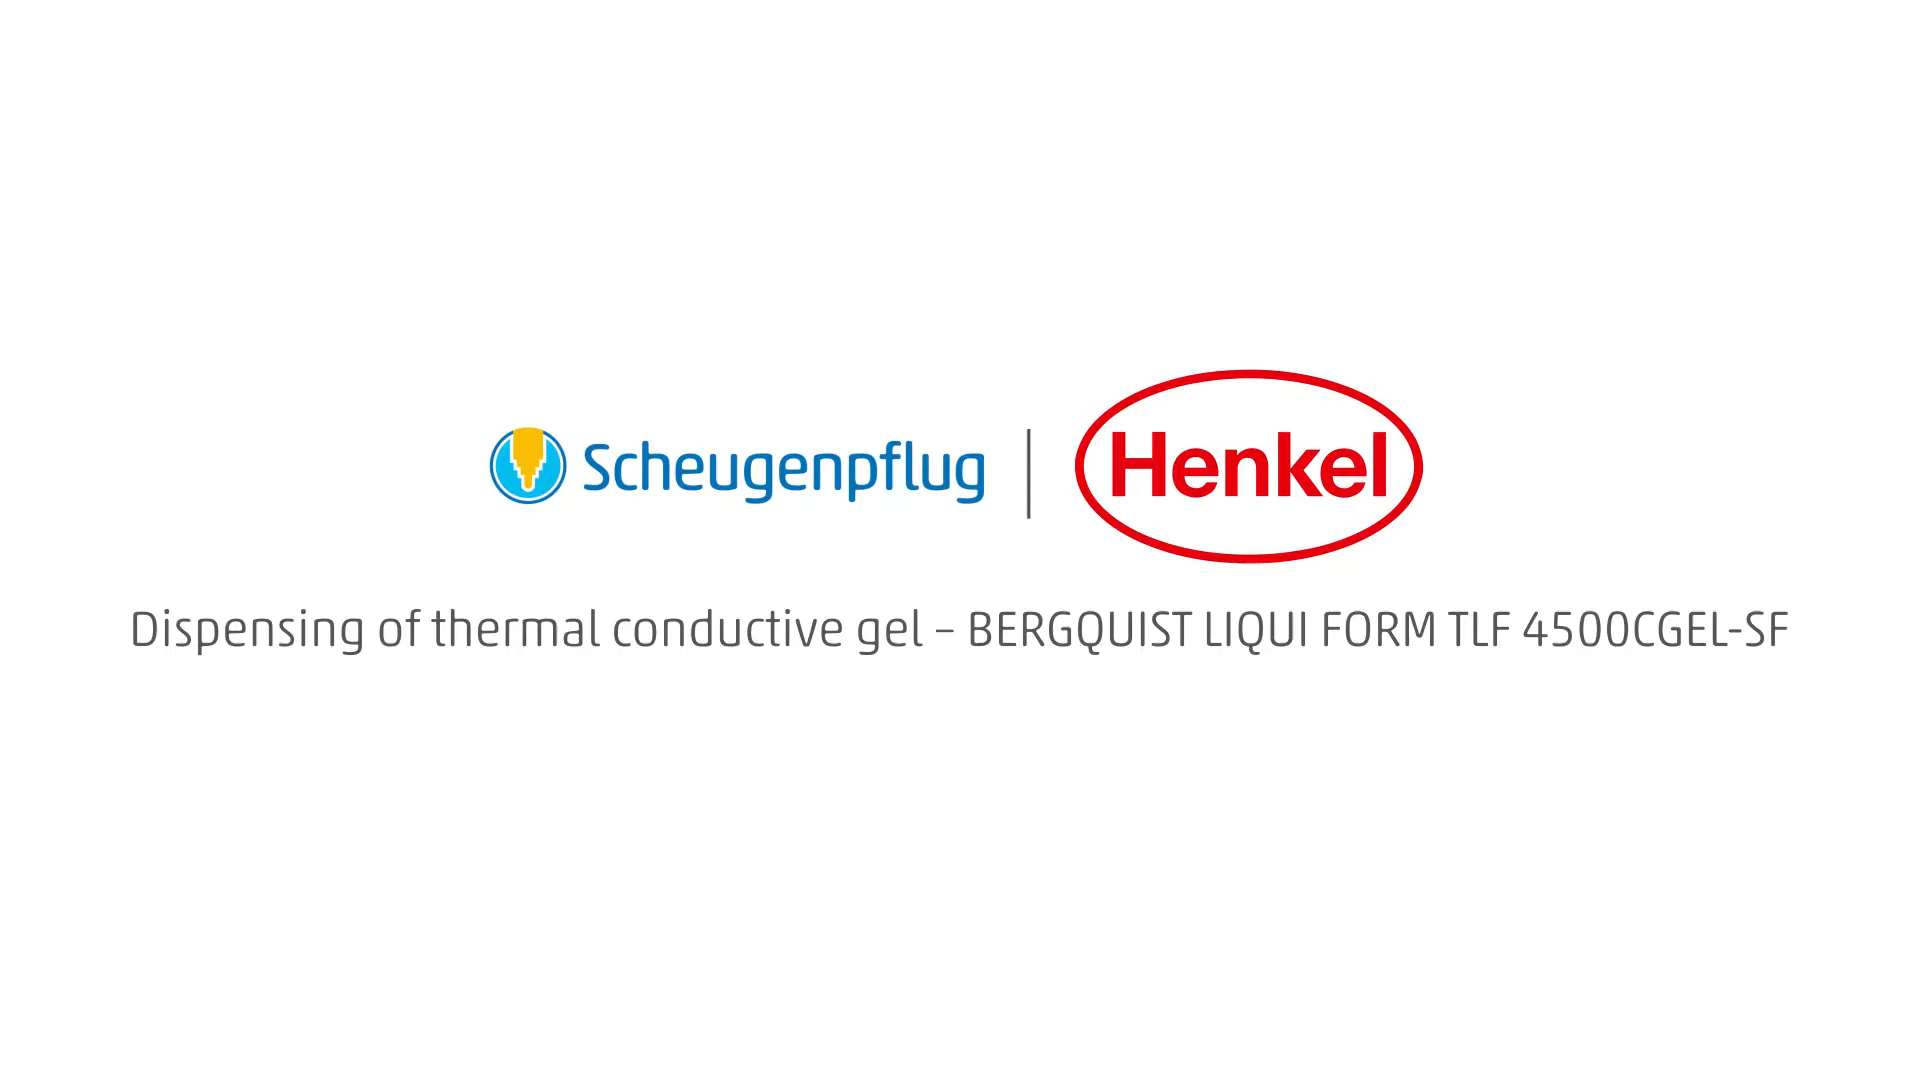 Scheugenpflug
Henkel
Dispensing of thermal conductive gel – BERGQUIST LIQUI FORM TLF 4500CGEL-SF